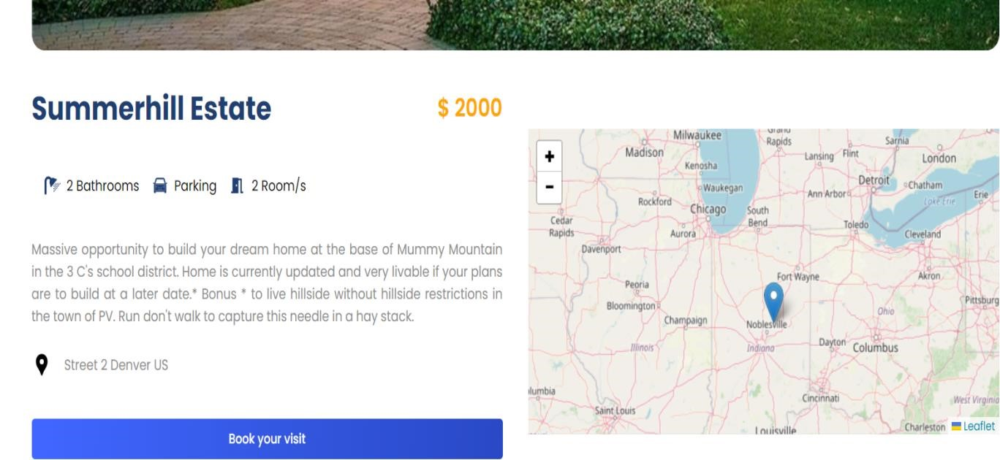 Summerhill Estate
$ 2000
2 Bathrooms
Parking
2 Room/s
Massive opportunity to build your dream home at the base of Mummy Mountain
in the 3 C's school district. Home is currently updated and very livable if your plans
are to build at a later date.* Bonus * to live hillside without hillside restrictions in
the town of PV. Run don't walk to capture this needle in a hay stack.
Street 2 Denver US
Book your visit
+
-
Milwaukee
Grand
Rapids
Sarnia
Madison
Lansing
Flint
London
Kenosha
Detroit
Waukegan
Chatham
Ann Arbor
Lake Erie
Erie
Rockford
Chicago
South
Bend
Cedar
Rapids
Aurora
Toledo
Cleveland
Davenport
Fort Wayne
Akron
Peoria
Bloomington
Pittsburg
Champaign
Noblesville
Ohio
Illinois
Indiana
Dayton
Columbus
lumbia
Cincinnati
West Virginia
Saint Louis
Louisville
Charleston
Leaflet